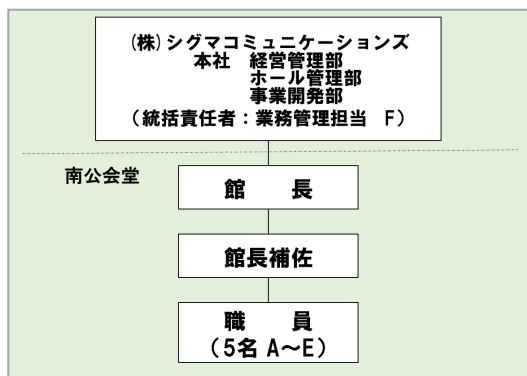 (株)シグマコミュニケーションズ
本社 経営管理部
ホール管理部
事業開発部
(統括責任者:業務管理担当 F)
南公会堂
館 長
館長補佐
職 員
(5名 A~E)